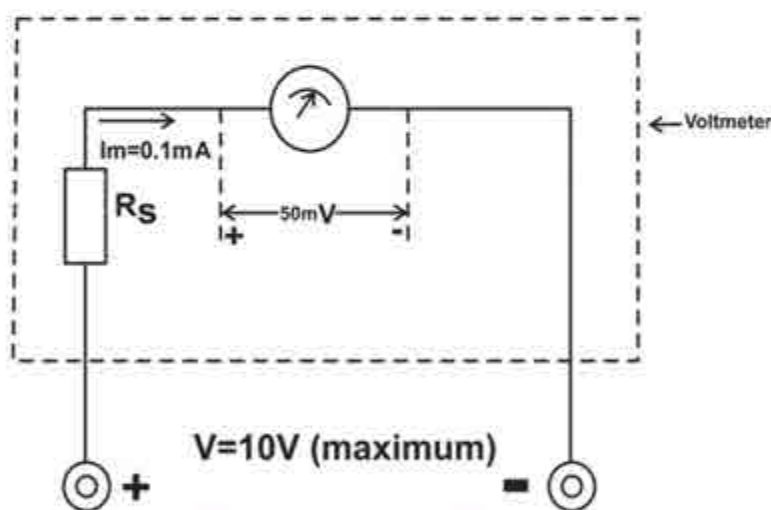 Voltmeter
Im=0.1mA
RS
50mV
+ -
V=10V (maximum)
+ -